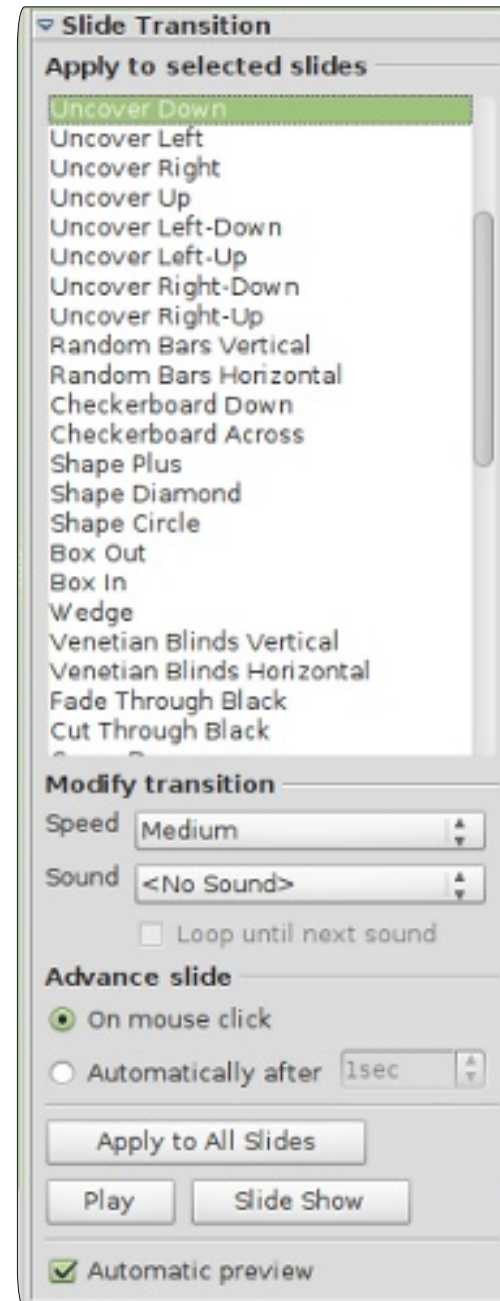 Slide Transition
Apply to selected slides
Uncover Down
Uncover Left
Uncover Right
Uncover Up
Uncover Left-Down
Uncover Left-Up
Uncover Right-Down
Uncover Right-Up
Random Bars Vertical
Random Bars Horizontal
Checkerboard Down
Checkerboard Across
Shape Plus
Shape Diamond
Shape Circle
Box Out
Box In
Wedge
Venetian Blinds Vertical
Venetian Blinds Horizontal
Fade Through Black
Cut Through Black
Modify transition
Speed Medium
Sound <No Sound>
Loop until next sound
Advance slide
On mouse click
Automatically after 1sec
Apply to All Slides
Play Slide Show
Automatic preview